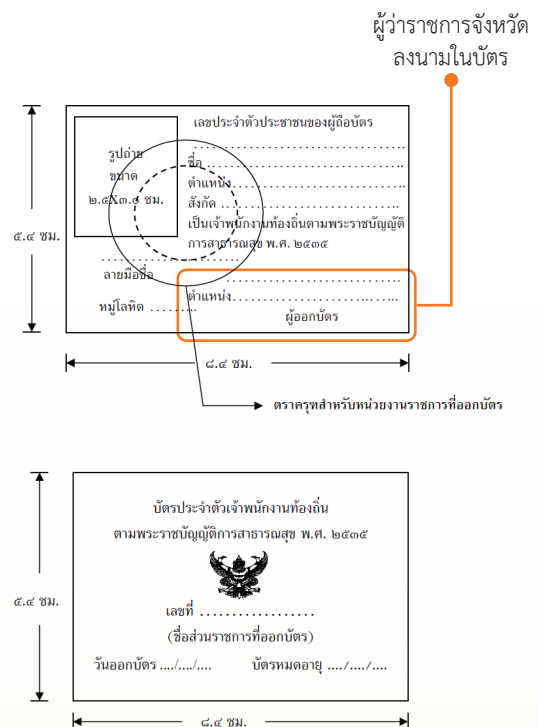 ผู้ว่าราชการจังหวัด
ลงนามในบัตร
เลขประจำตัวประชาชนของผู้ถือบัตร
..........................................
รูปถ่าย
ขนาด
๒.๕X๓.๐ ซม.
ชื่อ........................................
ตำแหน่ง..................................
สังกัด ....................................
เป็นเจ้าพนักงานท้องถิ่นตามพระราชบัญญัติ
การสาธารณสุข พ.ศ. ๒๕๓๕
๕.๔ ซม.
............................
ลายมือชื่อ
..................................
หมู่โลหิต .........
ตำแหน่ง..................................
ผู้ออกบัตร
๘.๔ ซม.
ตราครุฑสำหรับหน่วยงานราชการที่ออกบัตร
บัตรประจำตัวเจ้าพนักงานท้องถิ่น
ตามพระราชบัญญัติการสาธารณสุข พ.ศ. ๒๕๓๕
๕.๔ ซม.
เลขที่ .................
(ชื่อส่วนราชการที่ออกบัตร)
วันออกบัตร ..../..../.... บัตรหมดอายุ ..../..../....
๘.๔ ซม.